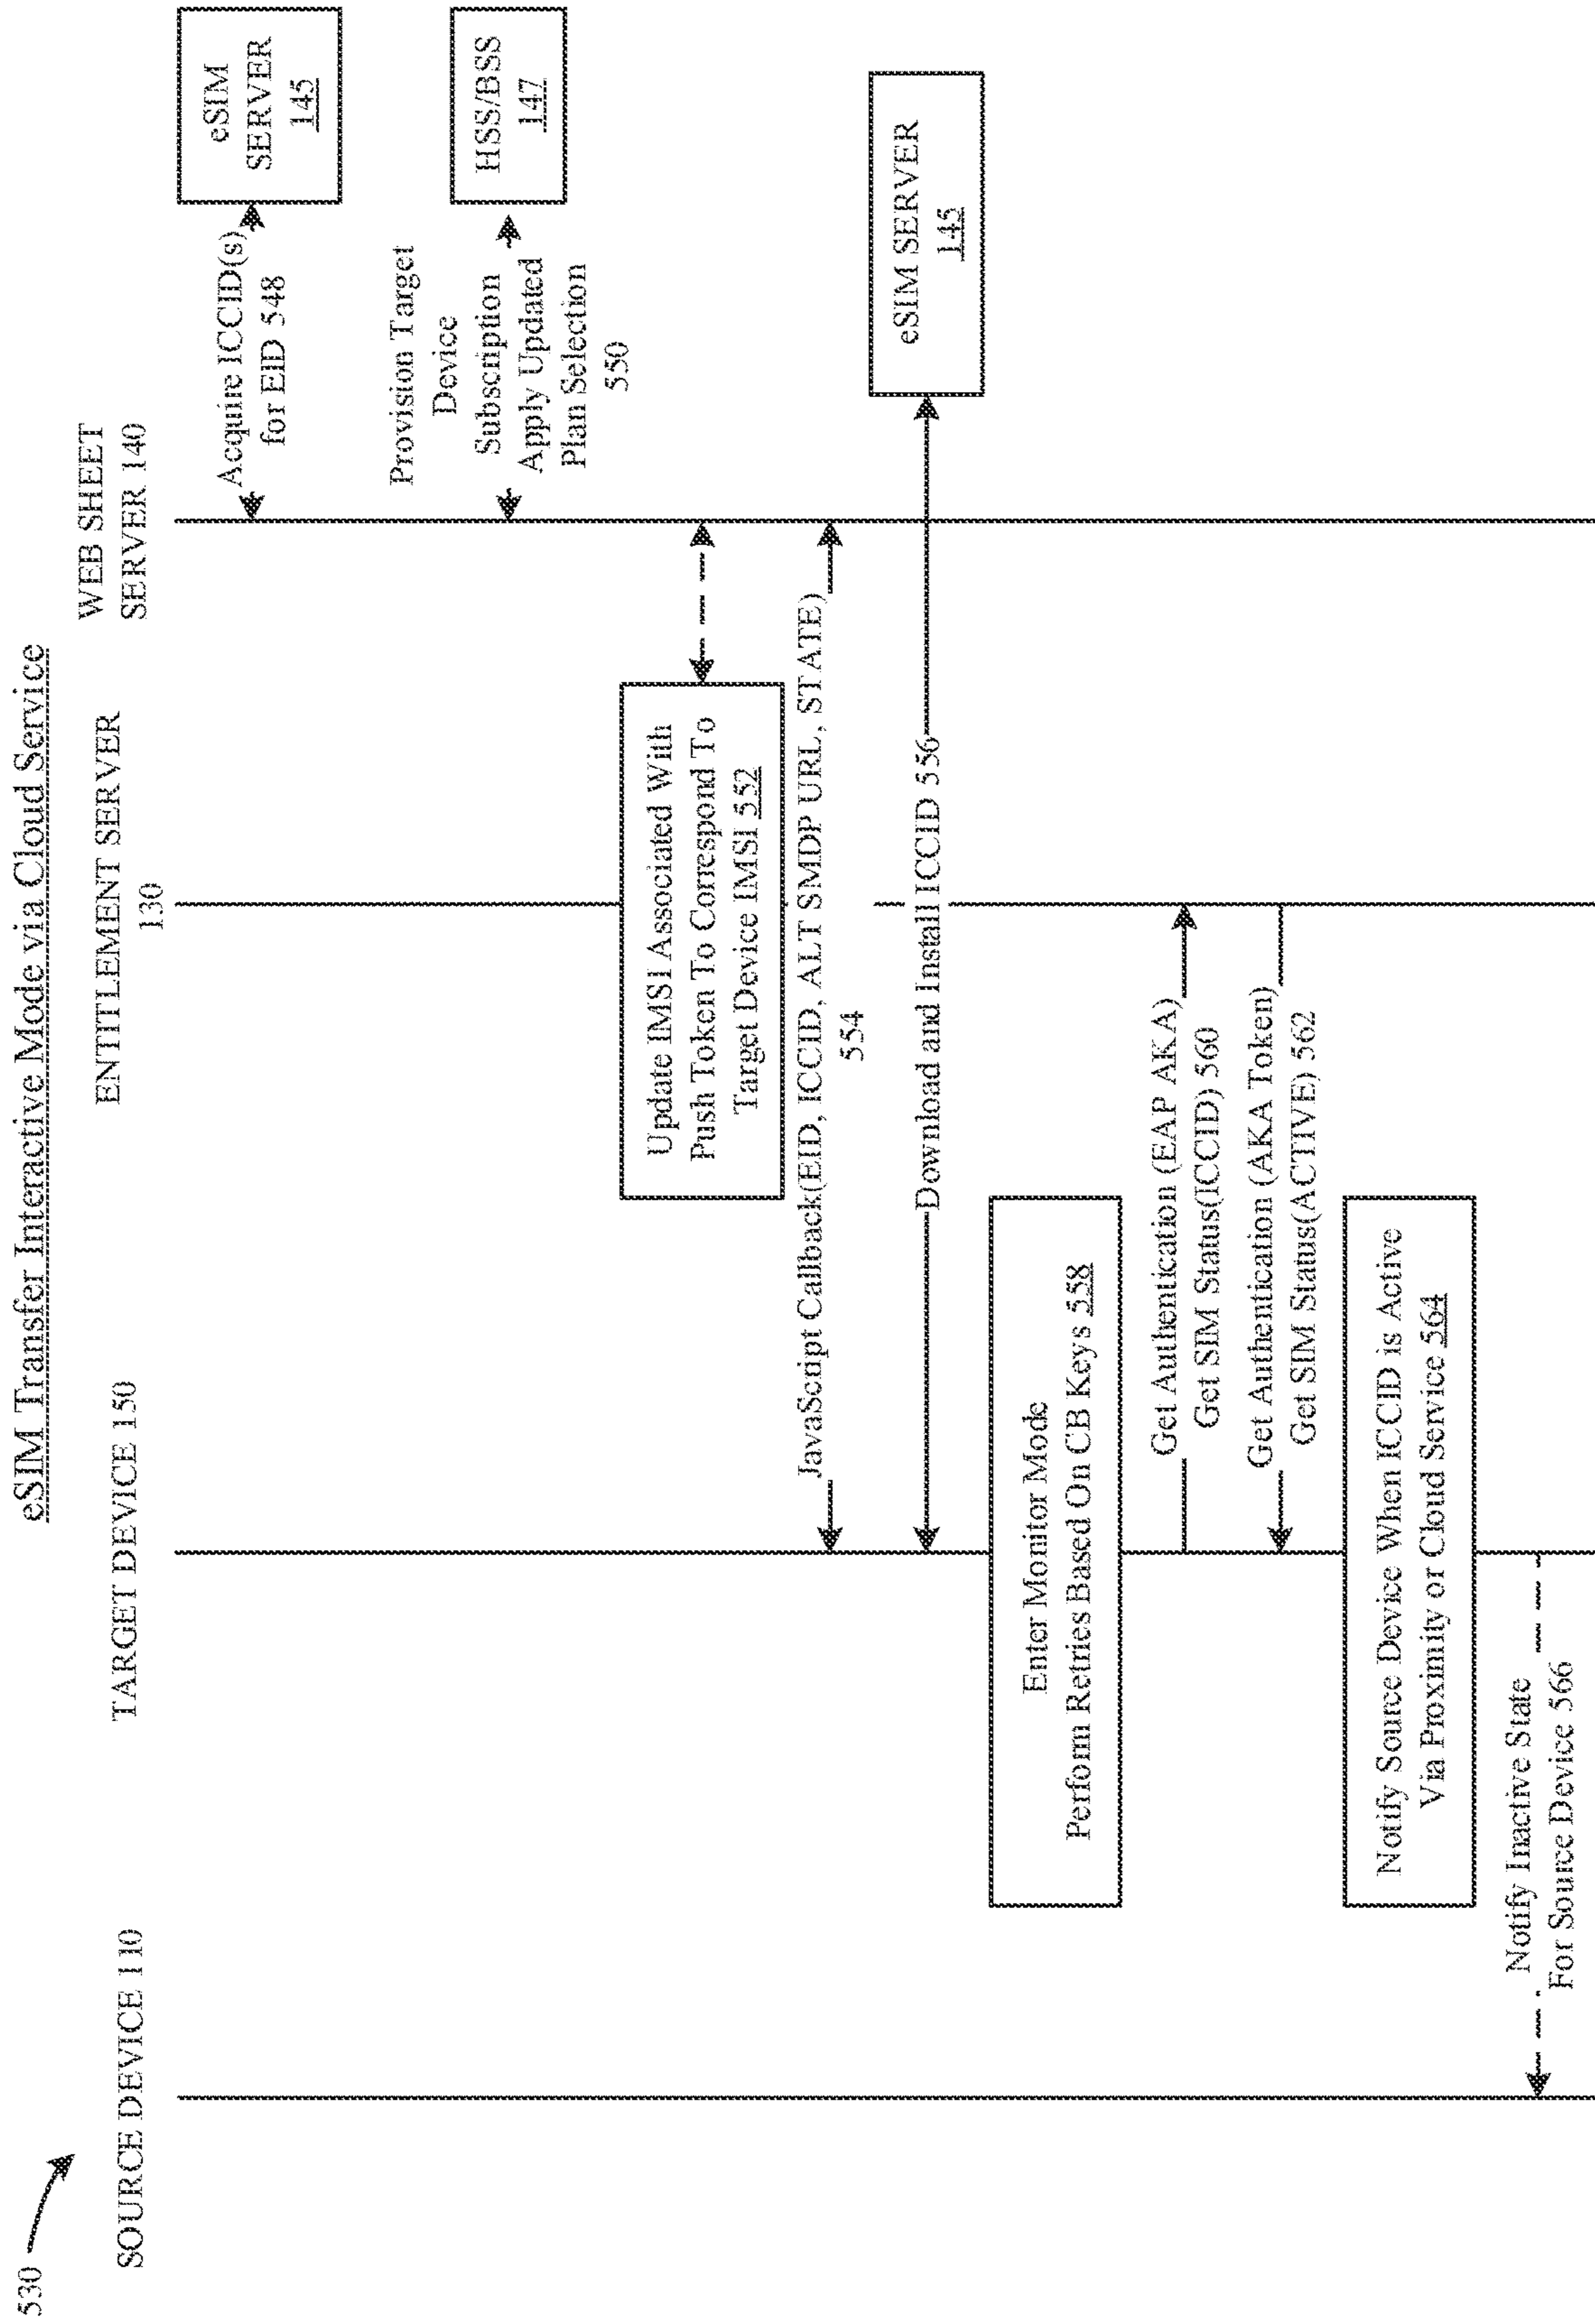 530
eSIM Transfer Interactive Mode via Cloud Service
SOURCE DEVICE 110
TARGET DEVICE 150
ENTITLEMENT SERVER
130
WEB SHEET
SERVER 140
Acquire ICCID(s)
for EID 548
eSIM
SERVER
145
Provision Target
Device
Subscription
Apply Updated
Plan Selection
550
HSS/BSS
147
Update IMSI Associated With
Push Token To Correspond To
Target Device IMSI 552
JavaScript Callback(EID, ICCID, ALT SMDP URL, STATE)
554
Download and Install ICCID 556
eSIM SERVER
145
Enter Monitor Mode
Perform Retries Based On CB Keys 558
Get Authentication (EAP AKA)
Get SIM Status(ICCID) 560
Get Authentication (AKA Token)
Get SIM Status(ACTIVE) 562
Notify Source Device When ICCID is Active
Via Proximity or Cloud Service 564
Notify Inactive State
For Source Device 566